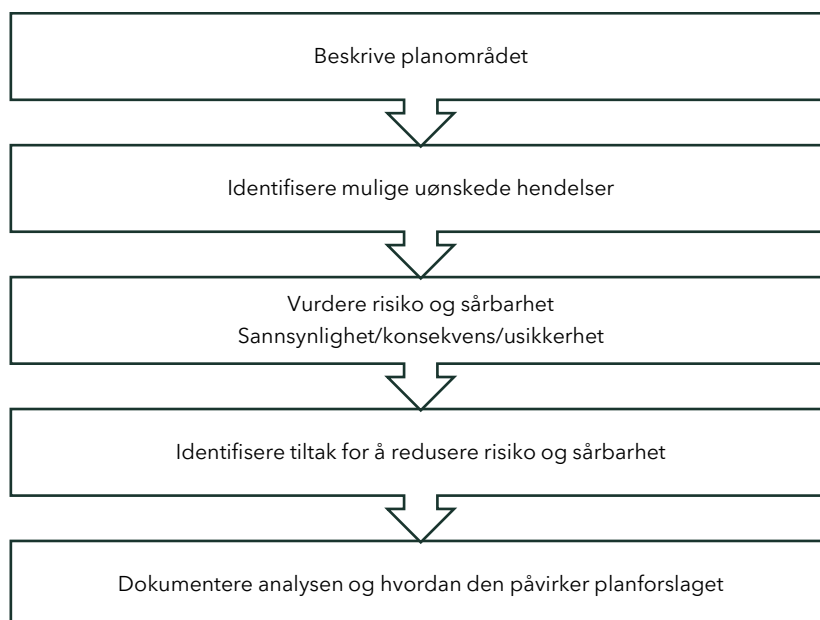 Beskrive planområdet
Identifisere mulige uønskede hendelser
Vurdere risiko og sårbarhet
Sannsynlighet/konsekvens/usikkerhet
Identifisere tiltak for å redusere risiko og sårbarhet
Dokumentere analysen og hvordan den påvirker planforslaget